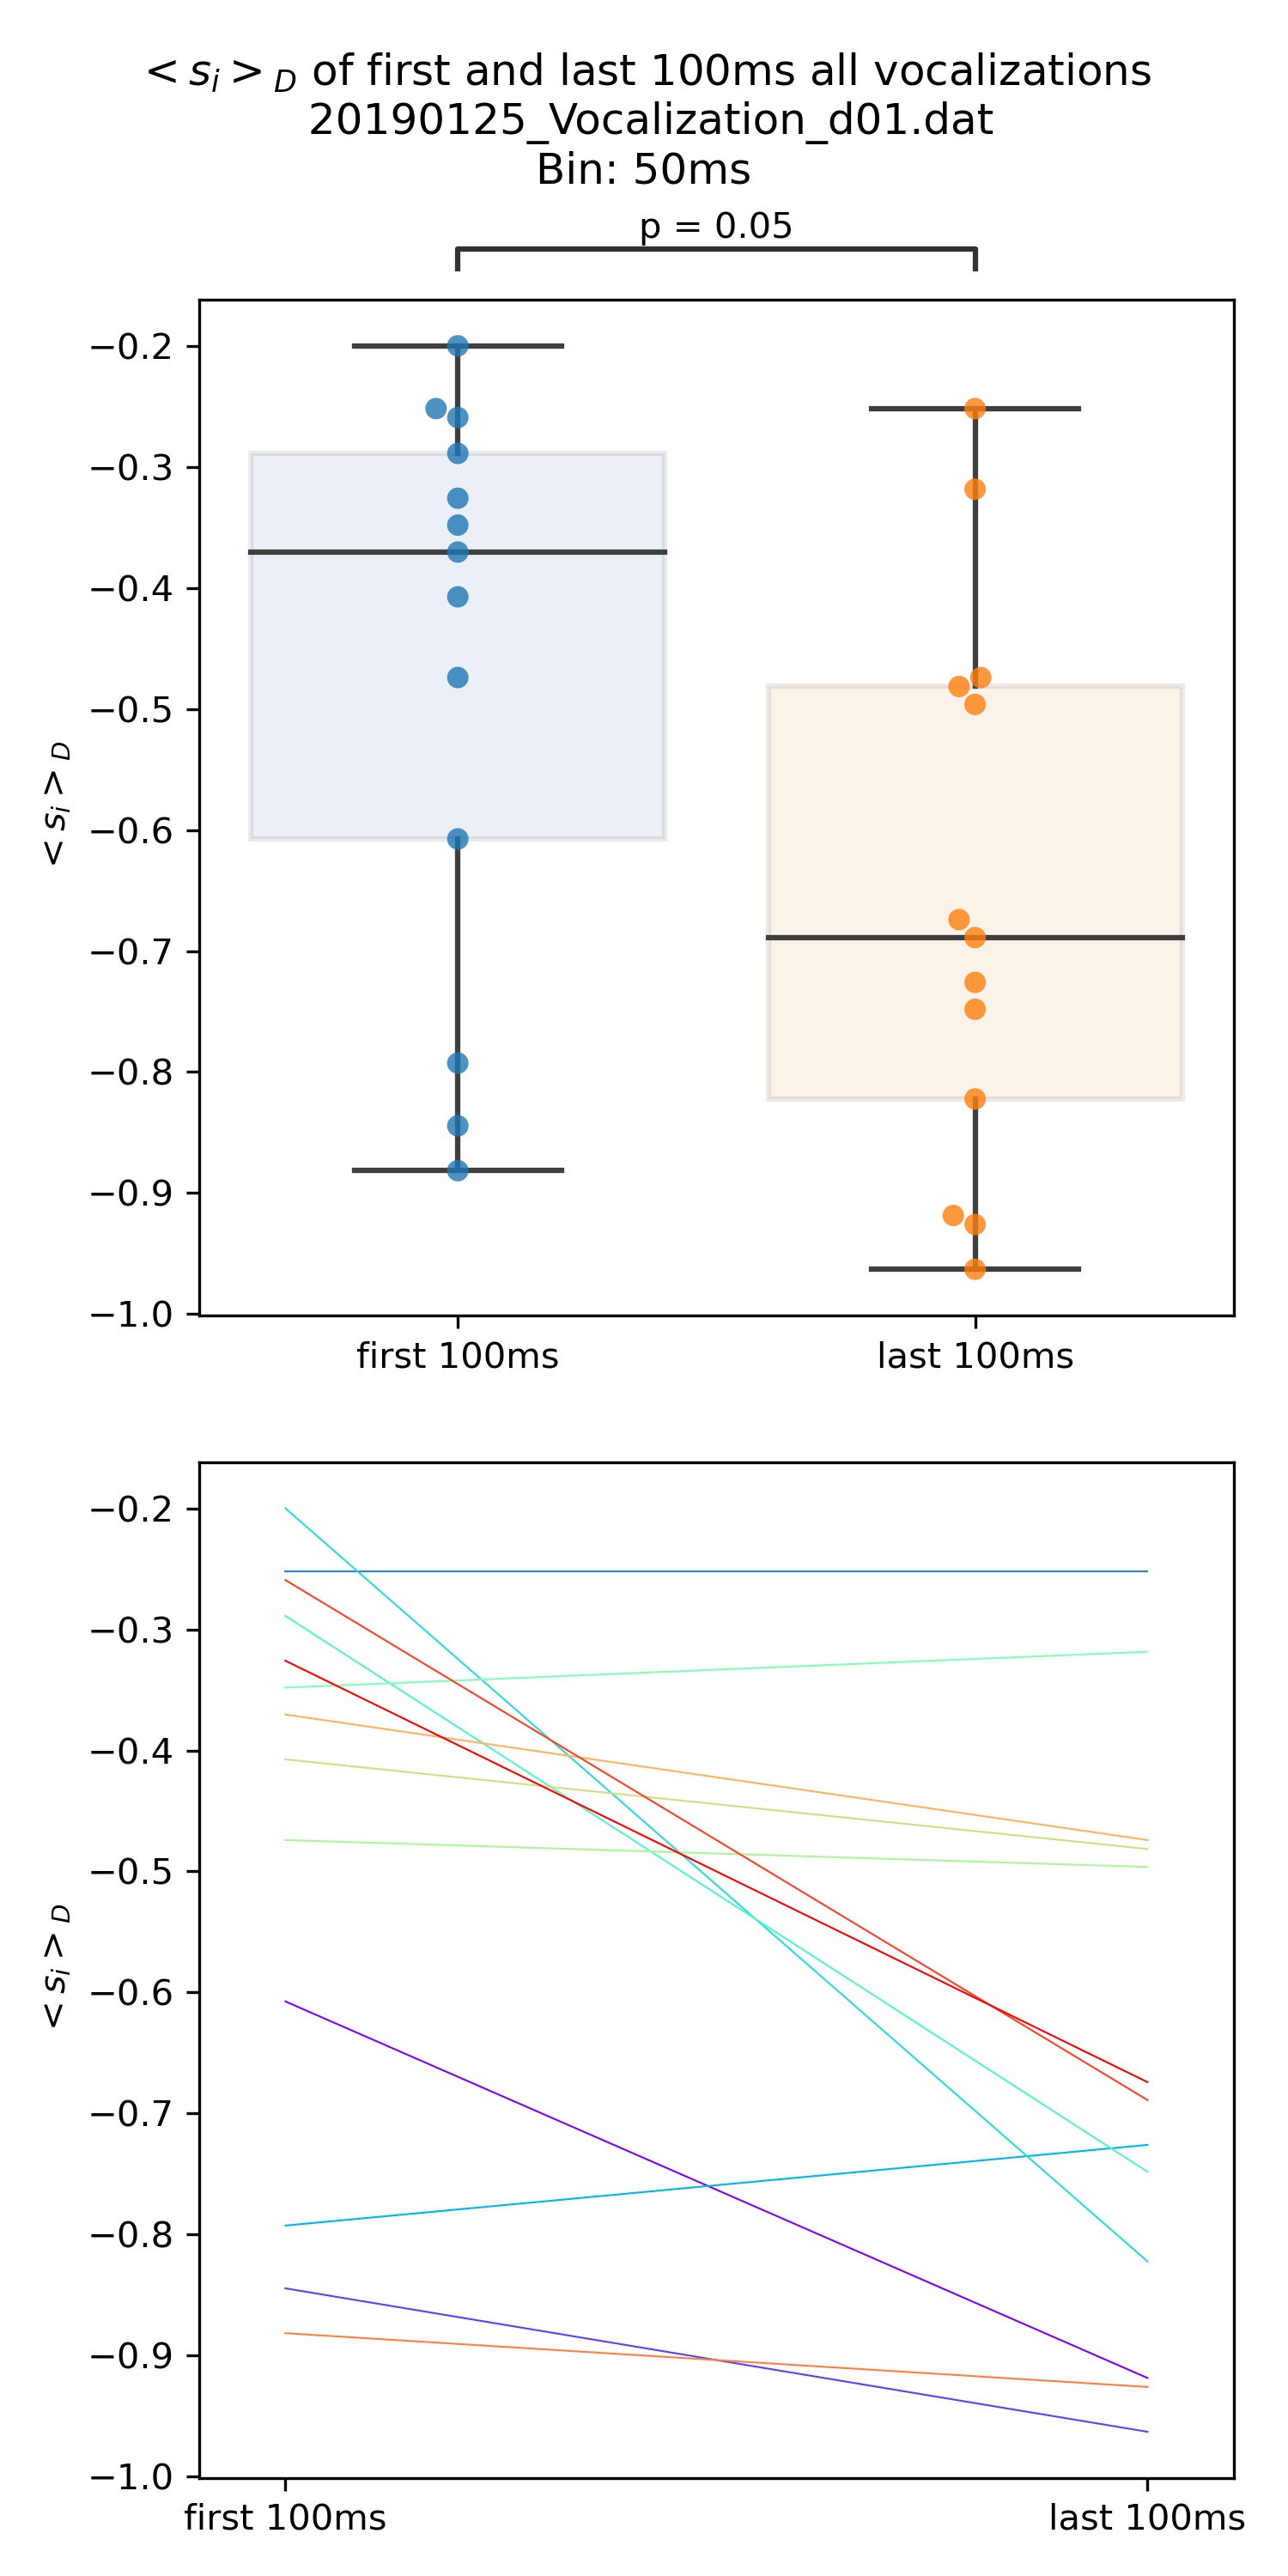 < s_i >_D of first and last 100ms all vocalizations
20190125_Vocalization_d01.dat
Bin: 50ms
p = 0.05
−0.2
−0.3
−0.4
−0.5
−0.6
−0.7
−0.8
−0.9
−1.0
< s_i >_D
first 100ms last 100ms
−0.2
−0.3
−0.4
−0.5
−0.6
−0.7
−0.8
−0.9
−1.0
< s_i >_D
first 100ms last 100ms